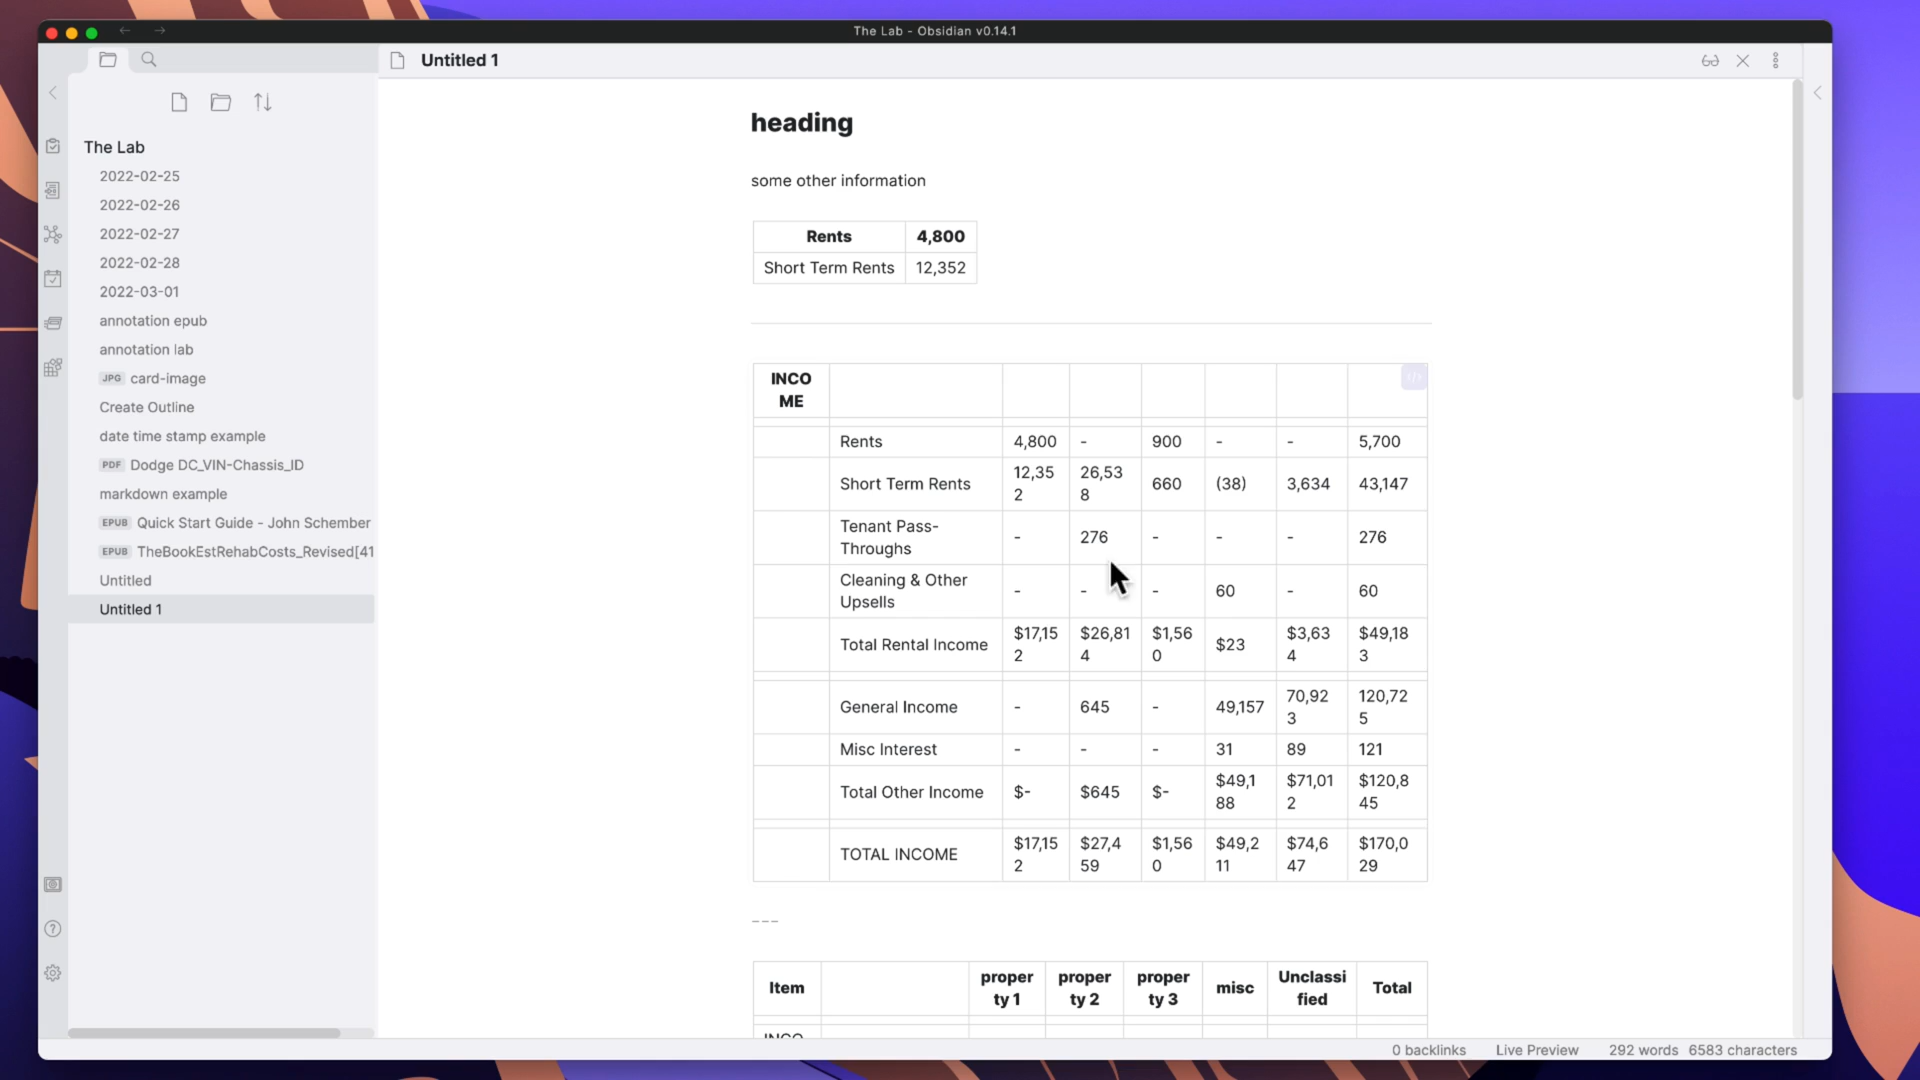 The Lab - Obsidian v0.14.1
Untitled 1
The Lab
2022-02-25
2022-02-26
2022-02-27
2022-02-28
2022-03-01
annotation epub
annotation lab
JPG card-image
Create Outline
date time stamp example
PDF Dodge DC_VIN-Chassis_ID
markdown example
EPUB Quick Start Guide - John Schember
EPUB TheBookEstRehabCosts_Revised[41
Untitled
Untitled 1
heading
some other information
Rents 4,800
Short Term Rents 12,352
INCO
ME
Rents 4,800 - 900 - - 5,700
Short Term Rents 12,35
2 26,53
8 660 (38) 3,634 43,147
Tenant Pass-
Throughs - 276 - - - 276
Cleaning & Other
Upsells - - - 60 - 60
Total Rental Income $17,15
2 $26,81
4 $1,56
0 $23 $3,63
4 $49,18
3
General Income - 645 - 49,157 70,92
3 120,72
5
Misc Interest - - - 31 89 121
Total Other Income $- $645 $- $49,1
88 $71,01
2 $120,8
45
TOTAL INCOME $17,15
2 $27,4
59 $1,56
0 $49,2
11 $74,6
47 $170,0
29
---
Item proper
ty 1 proper
ty 2 proper
ty 3 misc Unclassi
fied Total
INCO
0 backlinks Live Preview 292 words 6583 characters